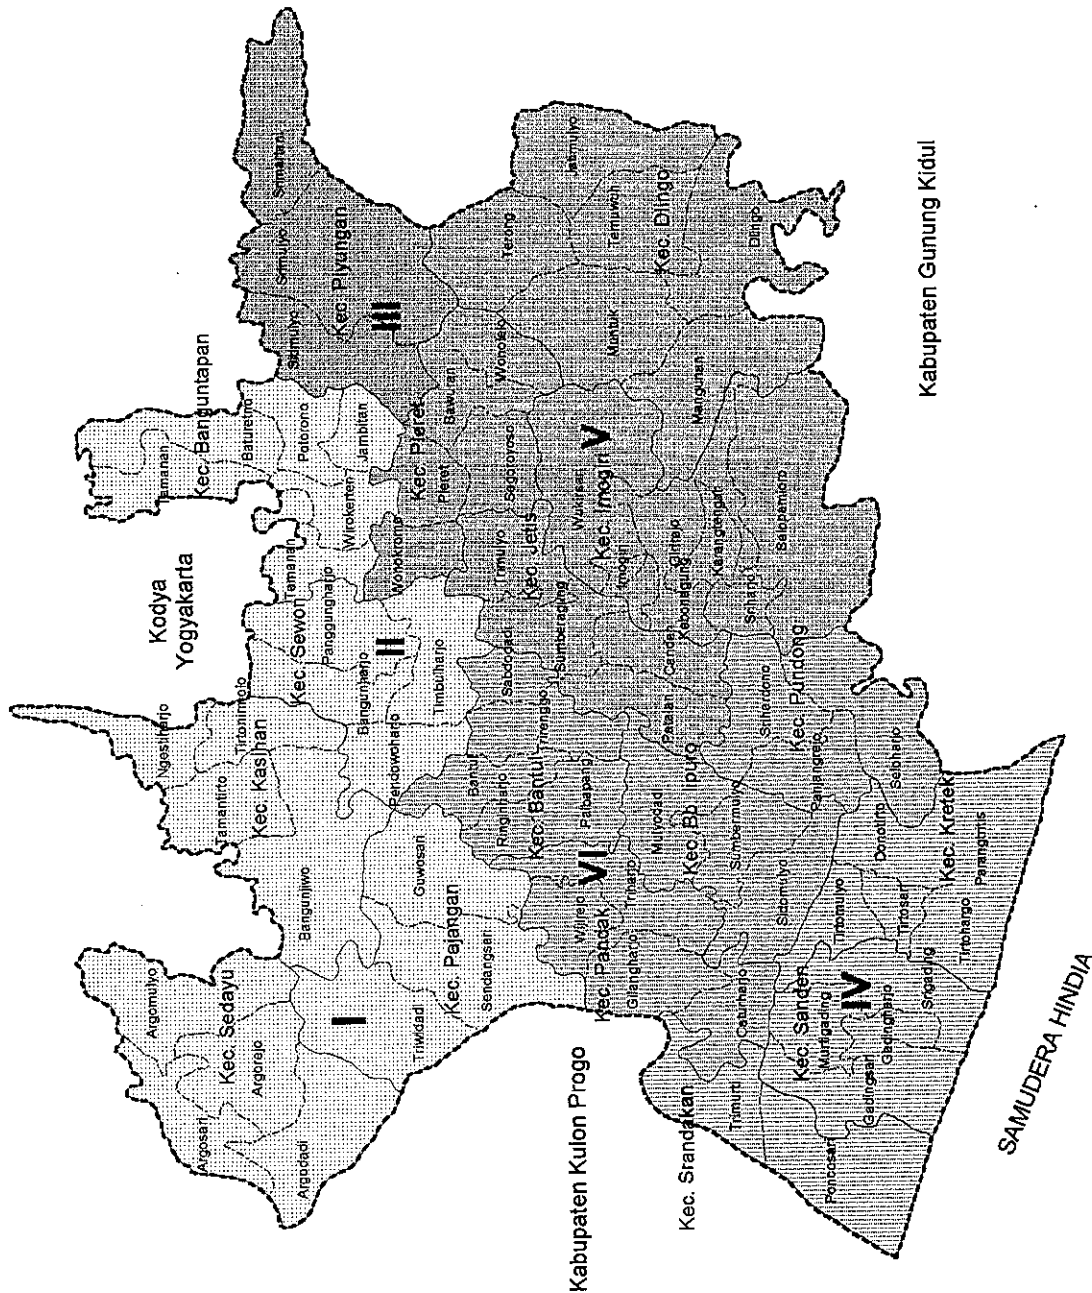 Kodya
Yogyakarta
Kabupaten Gunung Kidul
Kabupaten Kulon Progo
SAMUDERA HINDIA
Kec. Sedayu
Argomulyo
Argosari
Argorejo
Argodadi
I
Triwidadi
Kec. Pajangan
Sendangsari
Guwosari
Bangunjiwo
Kec. Kasihan
Tamantirto
Tirtonirmolo
Ngestiharjo
Kec. Sewon
Panggungharjo
Bangunharjo
II
Pendowoharjo
Timbulharjo
Kec. Banguntapan
Tamanan
Baturetno
Potorono
Jambitan
Wirokerten
Tamanan
Kec. Piyungan
Srimartani
Srimulyo
Sitimulyo
III
Kec. Pleret
Pleret
Bawuran
Wonolelo
Segoroyoso
Wonokromo
Kec. Dlingo
Jatimulyo
Terong
Temuwuh
Muntuk
Mangunan
Dlingo
Kec. Imogiri
V
Wukirsari
Imogiri
Girirejo
Karangtengah
Kebonagung
Sriharjo
Selopamioro
Kec. Jetis
Trimulyo
Sumberagung
Canden
Patalan
Sabdodadi
Kec. Bantul
Bantul
Ringinharjo
Palbapang
Trirenggo
VI
Kec. Pandak
Wijirejo
Triharjo
Gilangharjo
Caturharjo
Kec. Bb. lipuro
Mulyodadi
Sumbermulyo
Sidomulyo
Kec. Pundong
Srihardono
Panjangrejo
Seloharjo
Kec. Srandakan
Trimurti
Poncosari
Kec. Sanden
Murtigading
IV
Gadingsari
Gadingharjo
Srigading
Kec. Kretek
Tirtomulyo
Tirtosari
Tirtohargo
Donotirto
Parangtritis